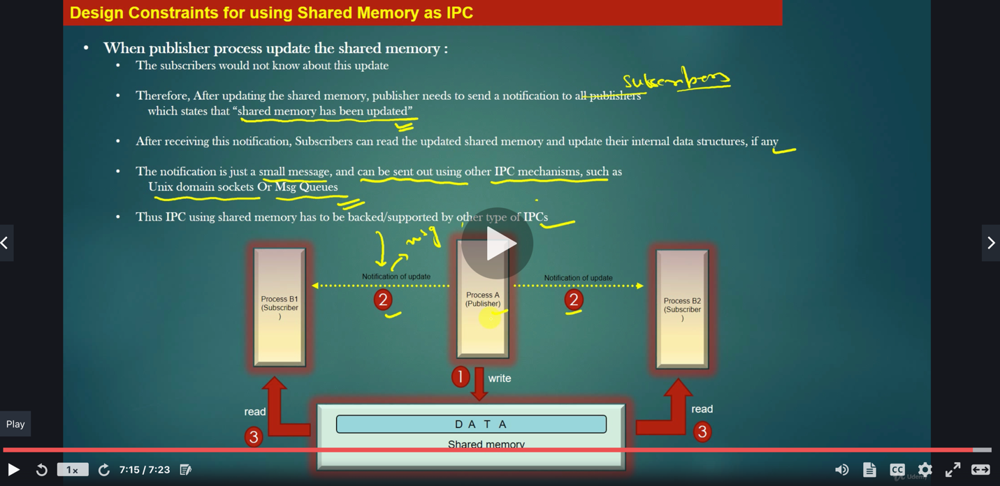 Design Constraints for using Shared Memory as IPC
• When publisher process update the shared memory :
• The subscribers would not know about this update
subscribers
• Therefore, After updating the shared memory, publisher needs to send a notification to all publishers
which states that “shared memory has been updated”
• After receiving this notification, Subscribers can read the updated shared memory and update their internal data structures, if any
• The notification is just a small message, and can be sent out using other IPC mechanisms, such as
Unix domain sockets Or Msg Queues
• Thus IPC using shared memory has to be backed/supported by other type of IPCs
msg
Notification of update
Notification of update
2
2
Process B1
(Subscriber
)
Process A
(Publisher)
Process B2
(Subscriber
)
1
write
read
read
3
3
D A T A
Shared memory
Play
1x
7:15 / 7:23
CC
Udemy